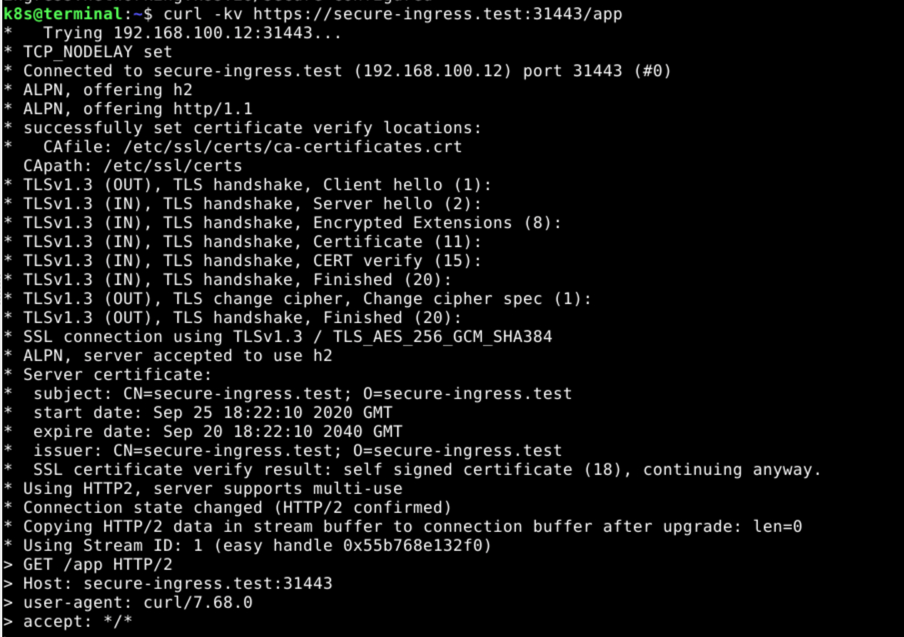 k8s@terminal:~$ curl -kv https://secure-ingress.test:31443/app
*   Trying 192.168.100.12:31443...
* TCP_NODELAY set
* Connected to secure-ingress.test (192.168.100.12) port 31443 (#0)
* ALPN, offering h2
* ALPN, offering http/1.1
* successfully set certificate verify locations:
*   CAfile: /etc/ssl/certs/ca-certificates.crt
  CApath: /etc/ssl/certs
* TLSv1.3 (OUT), TLS handshake, Client hello (1):
* TLSv1.3 (IN), TLS handshake, Server hello (2):
* TLSv1.3 (IN), TLS handshake, Encrypted Extensions (8):
* TLSv1.3 (IN), TLS handshake, Certificate (11):
* TLSv1.3 (IN), TLS handshake, CERT verify (15):
* TLSv1.3 (IN), TLS handshake, Finished (20):
* TLSv1.3 (OUT), TLS change cipher, Change cipher spec (1):
* TLSv1.3 (OUT), TLS handshake, Finished (20):
* SSL connection using TLSv1.3 / TLS_AES_256_GCM_SHA384
* ALPN, server accepted to use h2
* Server certificate:
*  subject: CN=secure-ingress.test; O=secure-ingress.test
*  start date: Sep 25 18:22:10 2020 GMT
*  expire date: Sep 20 18:22:10 2040 GMT
*  issuer: CN=secure-ingress.test; O=secure-ingress.test
*  SSL certificate verify result: self signed certificate (18), continuing anyway.
* Using HTTP2, server supports multi-use
* Connection state changed (HTTP/2 confirmed)
* Copying HTTP/2 data in stream buffer to connection buffer after upgrade: len=0
* Using Stream ID: 1 (easy handle 0x55b768e132f0)
> GET /app HTTP/2
> Host: secure-ingress.test:31443
> user-agent: curl/7.68.0
> accept: */*